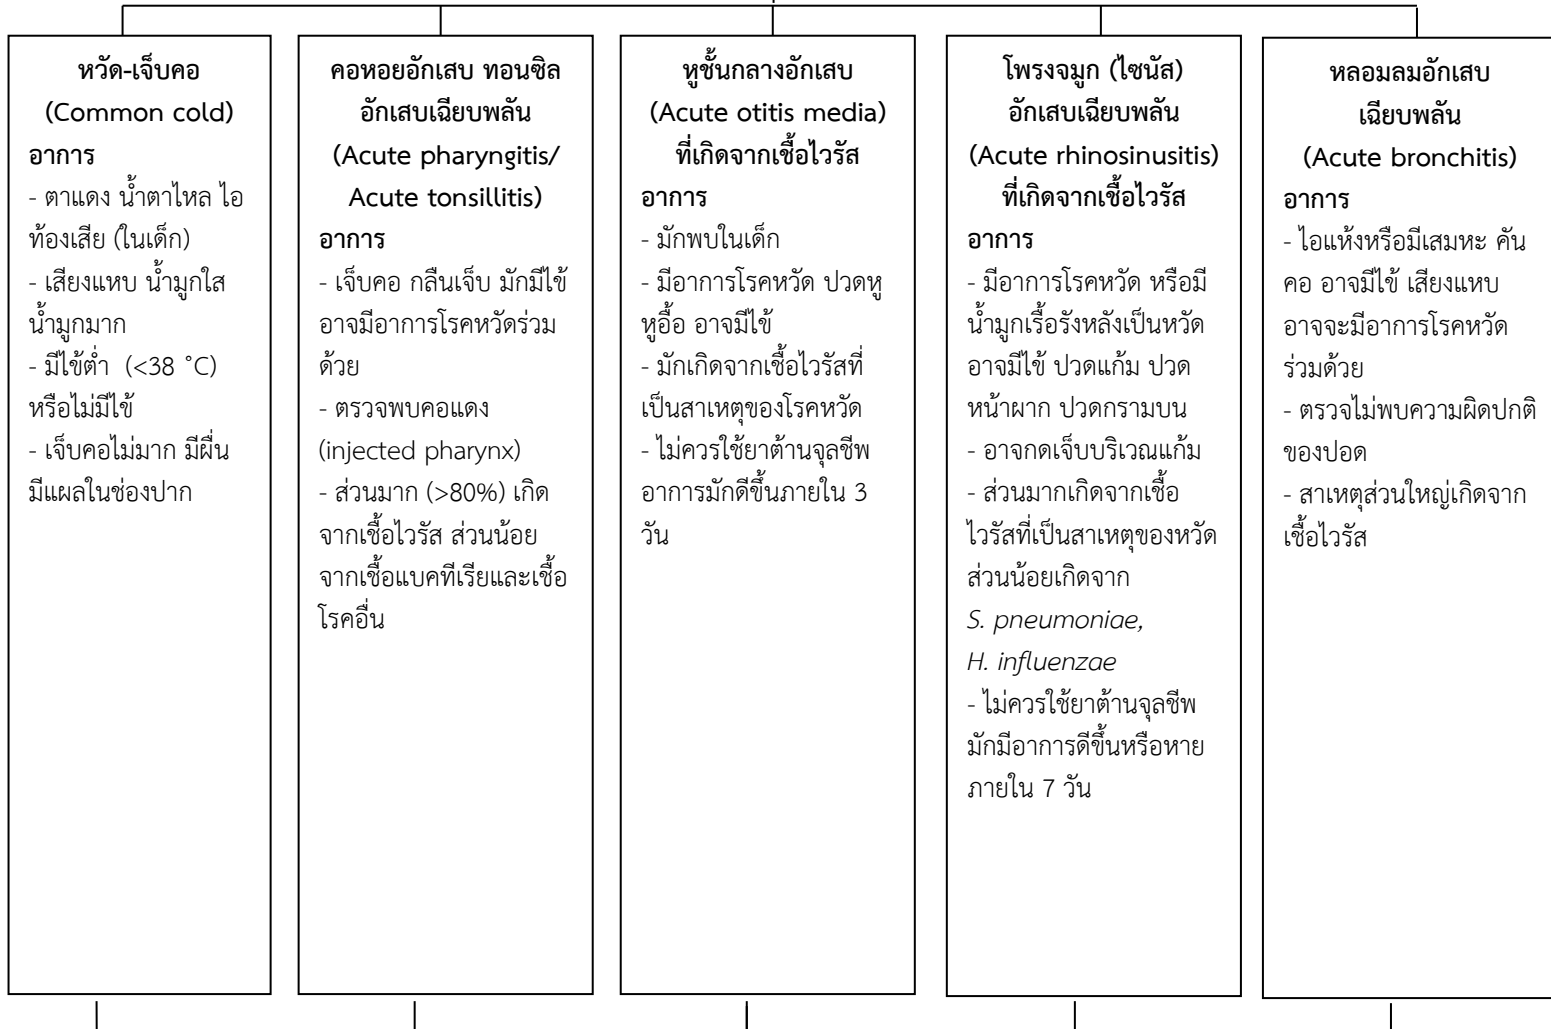 หวัด-เจ็บคอ
(Common cold)
อาการ
- ตาแดง น้ำตาไหล ไอ
ท้องเสีย (ในเด็ก)
- เสียงแหบ น้ำมูกใส
น้ำมูกมาก
- มีไข้ต่ำ (<38 °C)
หรือไม่มีไข้
- เจ็บคอไม่มาก มีผื่น
มีแผลในช่องปาก
คอหอยอักเสบ ทอนซิล
อักเสบเฉียบพลัน
(Acute pharyngitis/
Acute tonsillitis)
อาการ
- เจ็บคอ กลืนเจ็บ มักมีไข้
อาจมีอาการโรคหวัดร่วม
ด้วย
- ตรวจพบคอแดง
(injected pharynx)
- ส่วนมาก (>80%) เกิด
จากเชื้อไวรัส ส่วนน้อย
จากเชื้อแบคทีเรียและเชื้อ
โรคอื่น
หูชั้นกลางอักเสบ
(Acute otitis media)
ที่เกิดจากเชื้อไวรัส
อาการ
- มักพบในเด็ก
- มีอาการโรคหวัด ปวดหู
หูอื้อ อาจมีไข้
- มักเกิดจากเชื้อไวรัสที่
เป็นสาเหตุของโรคหวัด
- ไม่ควรใช้ยาต้านจุลชีพ
อาการมักดีขึ้นภายใน 3
วัน
โพรงจมูก (ไซนัส)
อักเสบเฉียบพลัน
(Acute rhinosinusitis)
ที่เกิดจากเชื้อไวรัส
อาการ
- มีอาการโรคหวัด หรือมี
น้ำมูกเรื้อรังหลังเป็นหวัด
อาจมีไข้ ปวดแก้ม ปวด
หน้าผาก ปวดกรามบน
- อาจกดเจ็บบริเวณแก้ม
- ส่วนมากเกิดจากเชื้อ
ไวรัสที่เป็นสาเหตุของหวัด
ส่วนน้อยเกิดจาก
S. pneumoniae,
H. influenzae
- ไม่ควรใช้ยาต้านจุลชีพ
มักมีอาการดีขึ้นหรือหาย
ภายใน 7 วัน
หลอมลมอักเสบ
เฉียบพลัน
(Acute bronchitis)
อาการ
- ไอแห้งหรือมีเสมหะ คัน
คอ อาจมีไข้ เสียงแหบ
อาจจะมีอาการโรคหวัด
ร่วมด้วย
- ตรวจไม่พบความผิดปกติ
ของปอด
- สาเหตุส่วนใหญ่เกิดจาก
เชื้อไวรัส